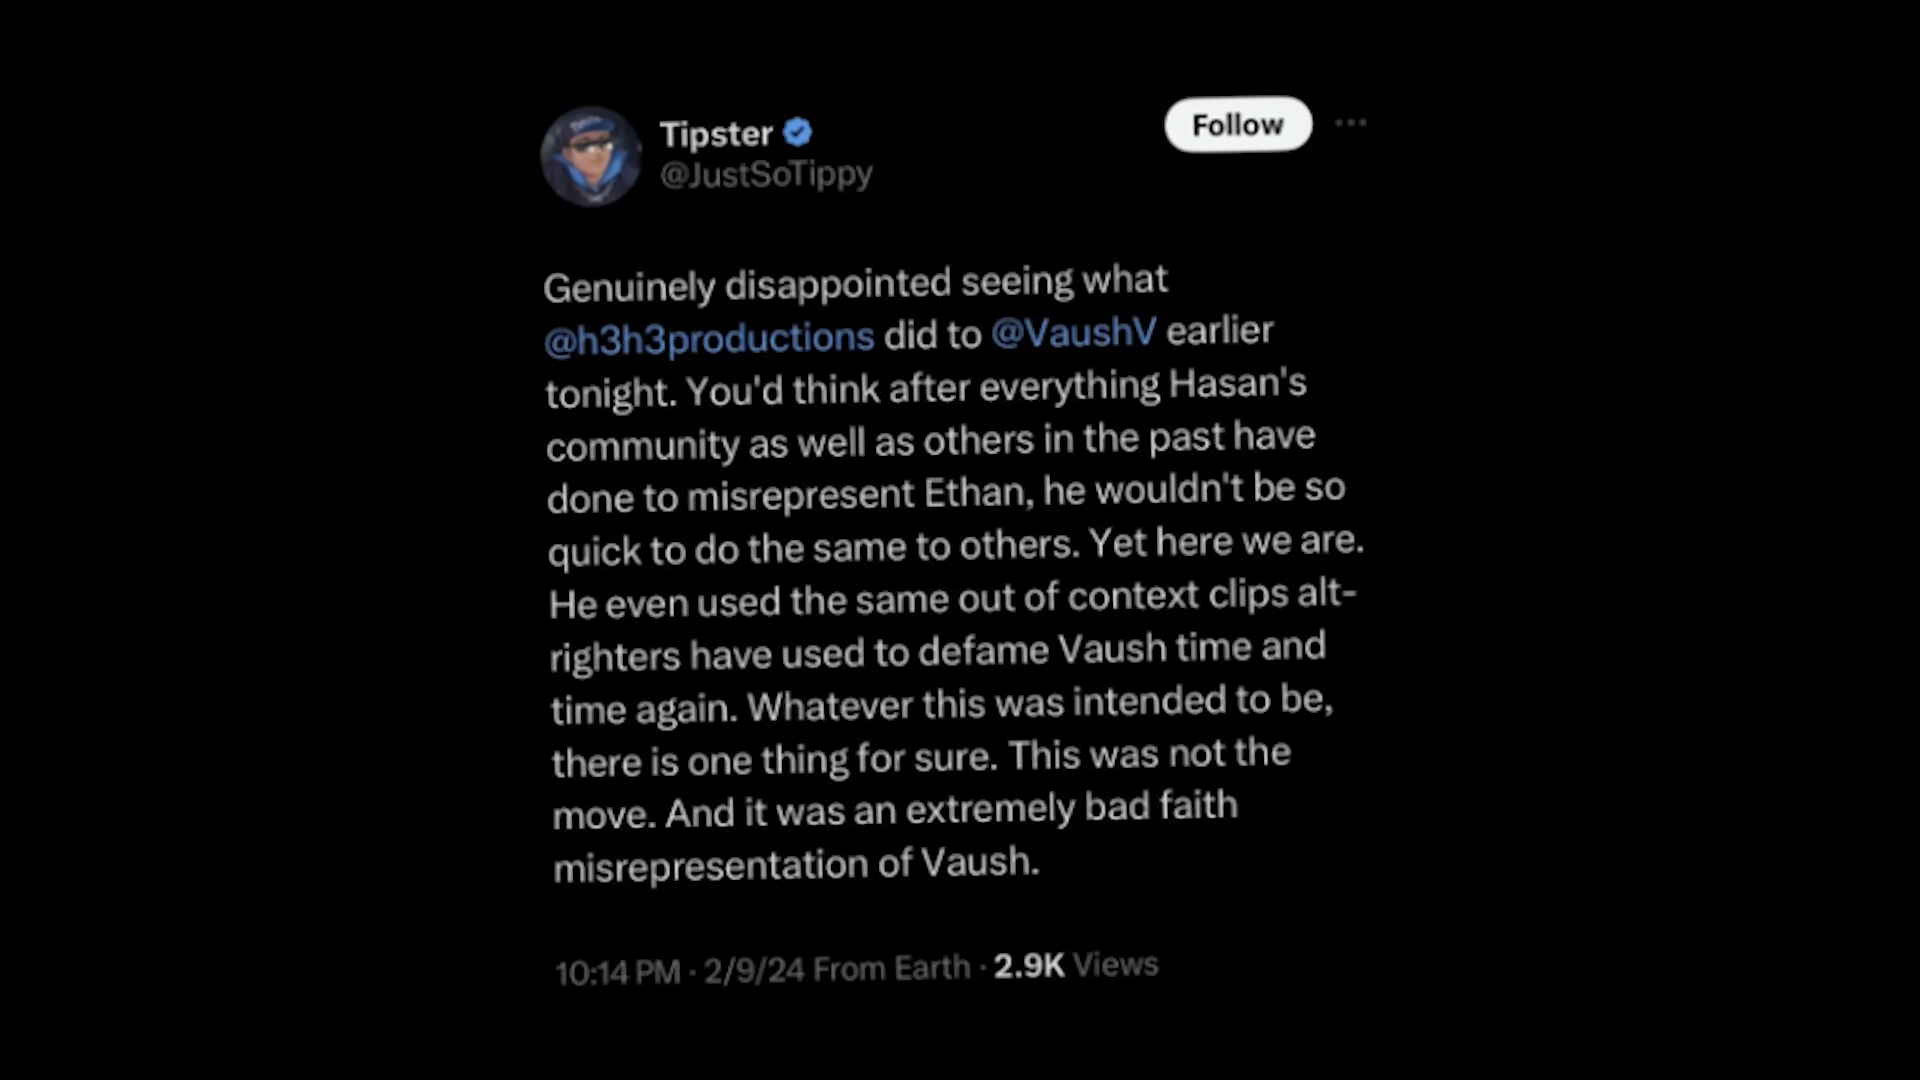 Tipster
@JustSoTippy
Follow
Genuinely disappointed seeing what
@h3h3productions did to @VaushV earlier
tonight. You'd think after everything Hasan's
community as well as others in the past have
done to misrepresent Ethan, he wouldn't be so
quick to do the same to others. Yet here we are.
He even used the same out of context clips alt-
righters have used to defame Vaush time and
time again. Whatever this was intended to be,
there is one thing for sure. This was not the
move. And it was an extremely bad faith
misrepresentation of Vaush.
10:14 PM · 2/9/24 From Earth · 2.9K Views